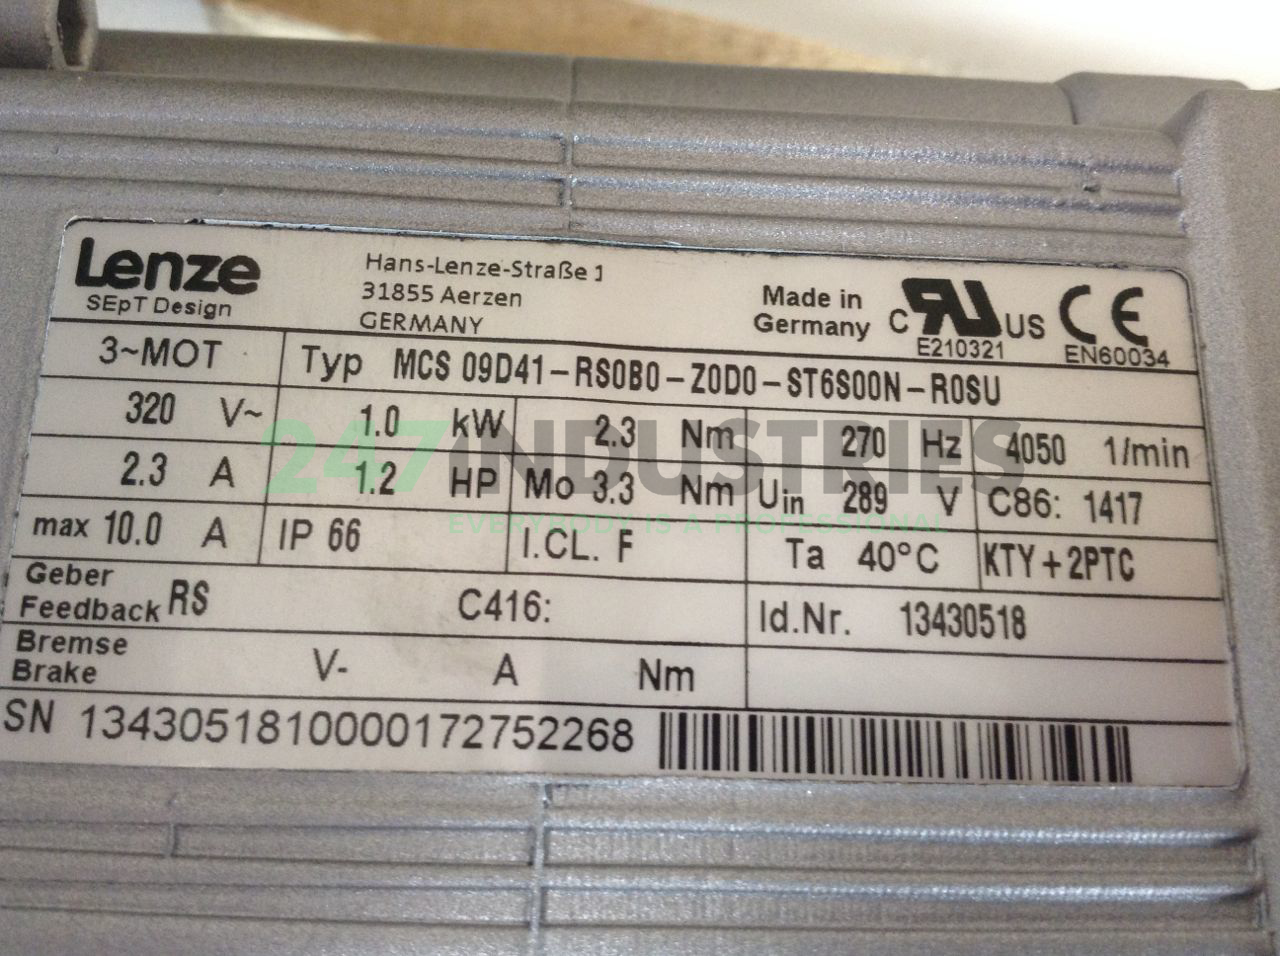 Lenze
SEpT Design
Hans-Lenze-Straße 1
31855 Aerzen
GERMANY
Made in
Germany
C RU US
E210321
CE
EN60034
3~MOT
Typ MCS 09D41-RS0B0-Z0D0-ST6S00N-R0SU
320 V~ 1.0 kW 2.3 Nm 270 Hz 4050 1/min
2.3 A 1.2 HP Mo 3.3 Nm Uin 289 V C86: 1417
max 10.0 A IP 66 I.CL. F Ta 40°C KTY+2PTC
Geber
Feedback RS C416: Id.Nr. 13430518
Bremse
Brake V- A Nm
SN 1343051810000172752268
247INDUSTRIES
EVERYBODY IS A PROFESSIONAL